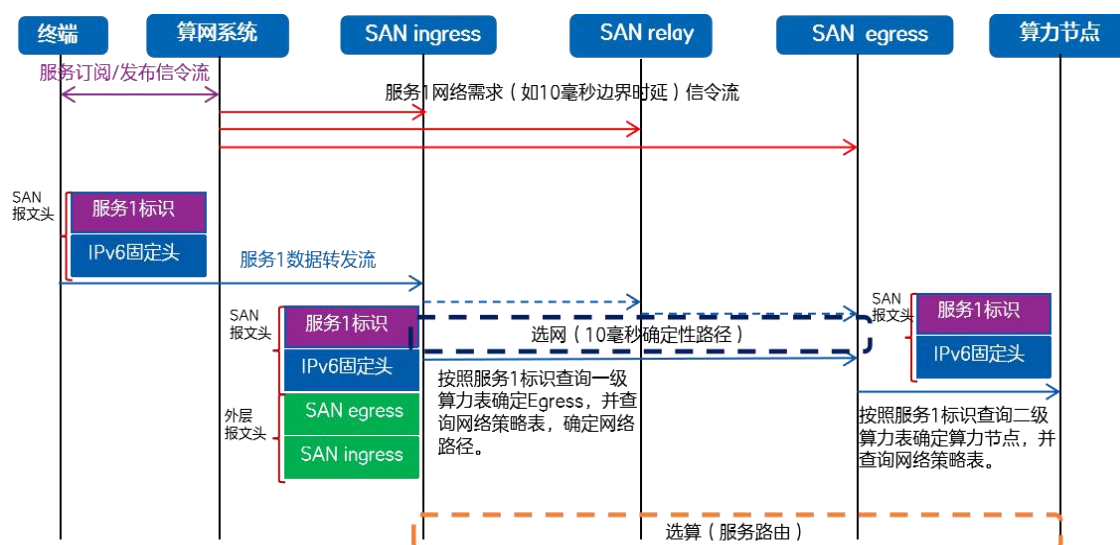 终端
算网系统
SAN ingress
SAN relay
SAN egress
算力节点
服务订阅/发布信令流
服务1网络需求（如10毫秒边界时延）信令流
SAN
报文头
服务1标识
IPv6固定头
服务1数据转发流
SAN
报文头
服务1标识
IPv6固定头
外层
报文头
SAN egress
SAN ingress
选网（10毫秒确定性路径）
按照服务1标识查询一级
算力表确定Egress，并查
询网络策略表，确定网络
路径。
SAN
报文头
服务1标识
IPv6固定头
按照服务1标识查询二级
算力表确定算力节点，并
查询网络策略表。
选算（服务路由）